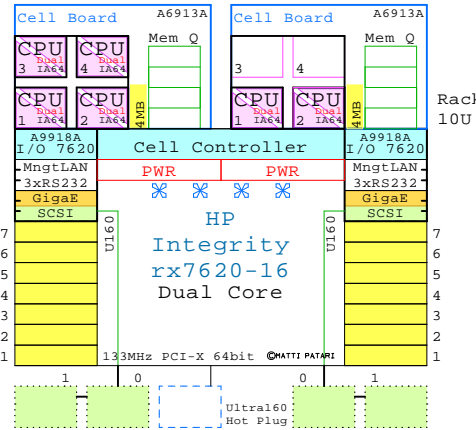 Cell Board A6913A
Cell Board A6913A
Mem Q
Mem Q
CPU Dual IA64 3
CPU Dual IA64 4
3
4
CPU Dual IA64 1
CPU Dual IA64 2
4MB
CPU Dual IA64 1
CPU Dual IA64 2
4MB
Rack
10U
A9918A
I/O 7620
Cell Controller
A9918A
I/O 7620
MngtLAN
3xRS232
PWR
PWR
MngtLAN
3xRS232
GigaE
SCSI
GigaE
SCSI
U160
U160
HP
Integrity
rx7620-16
Dual Core
7
6
5
4
3
2
1
7
6
5
4
3
2
1
133MHz PCI-X 64bit ©MATTI PATARI
1 0
0 1
Ultra160
Hot Plug